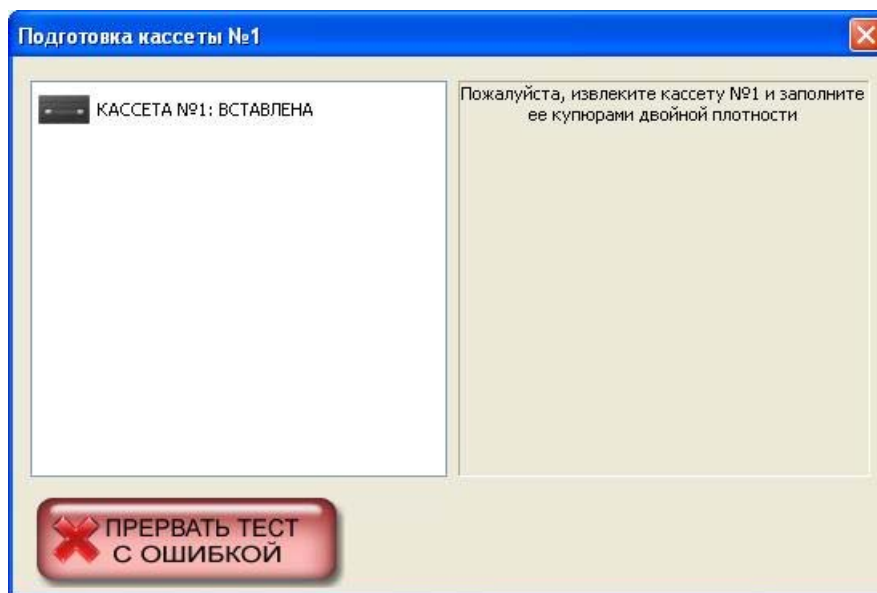 Подготовка кассеты №1
КАССЕТА №1: ВСТАВЛЕНА
Пожалуйста, извлеките кассету №1 и заполните
ее купюрами двойной плотности
ПРЕРВАТЬ ТЕСТ
С ОШИБКОЙ